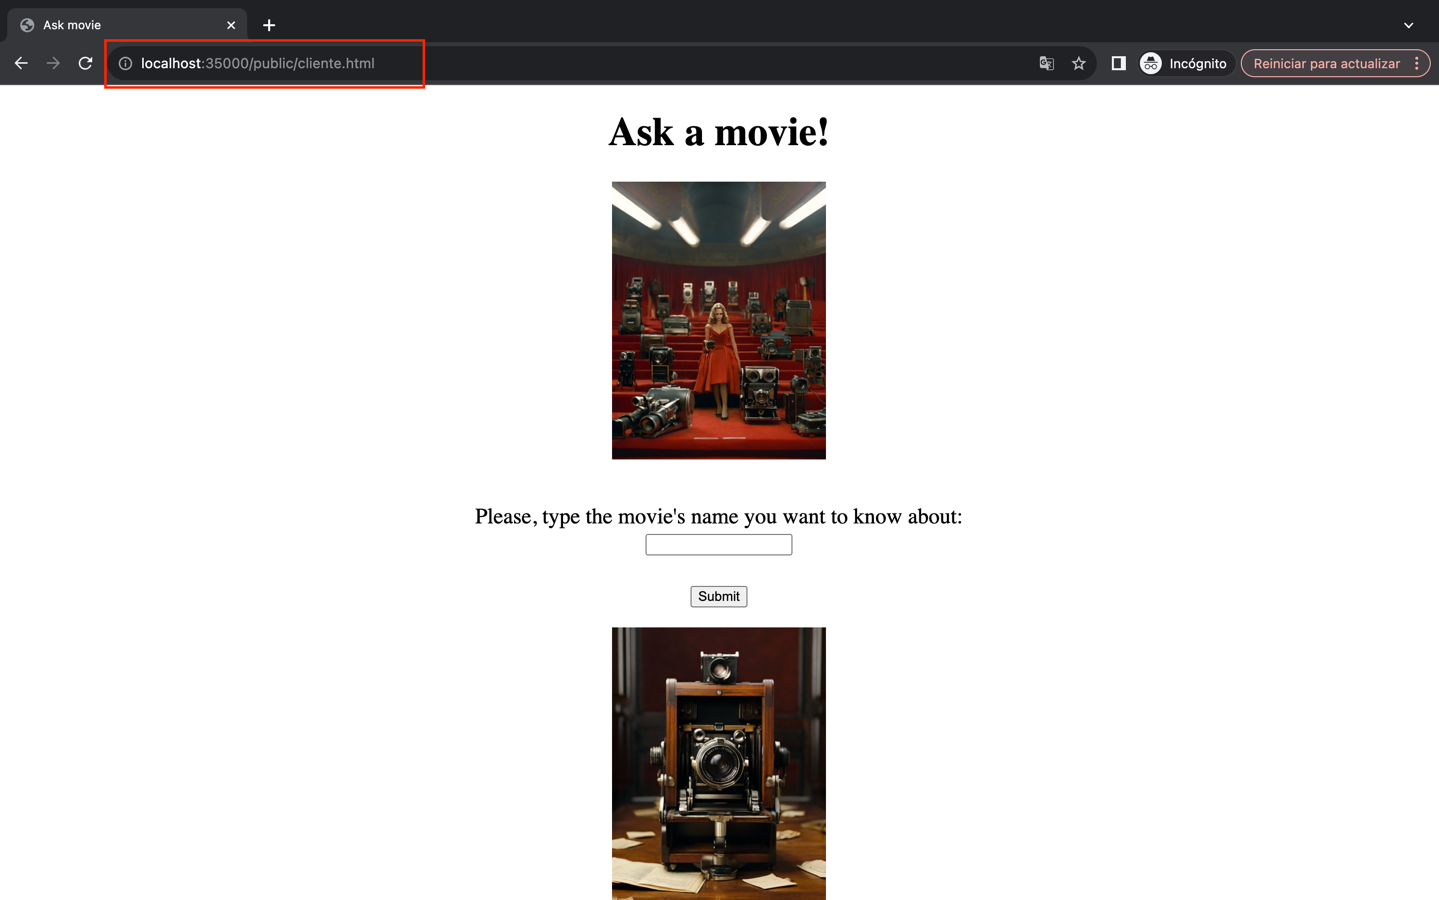 Ask movie
localhost:35000/public/cliente.html
Incógnito
Reiniciar para actualizar
Ask a movie!
Please, type the movie's name you want to know about:
Submit